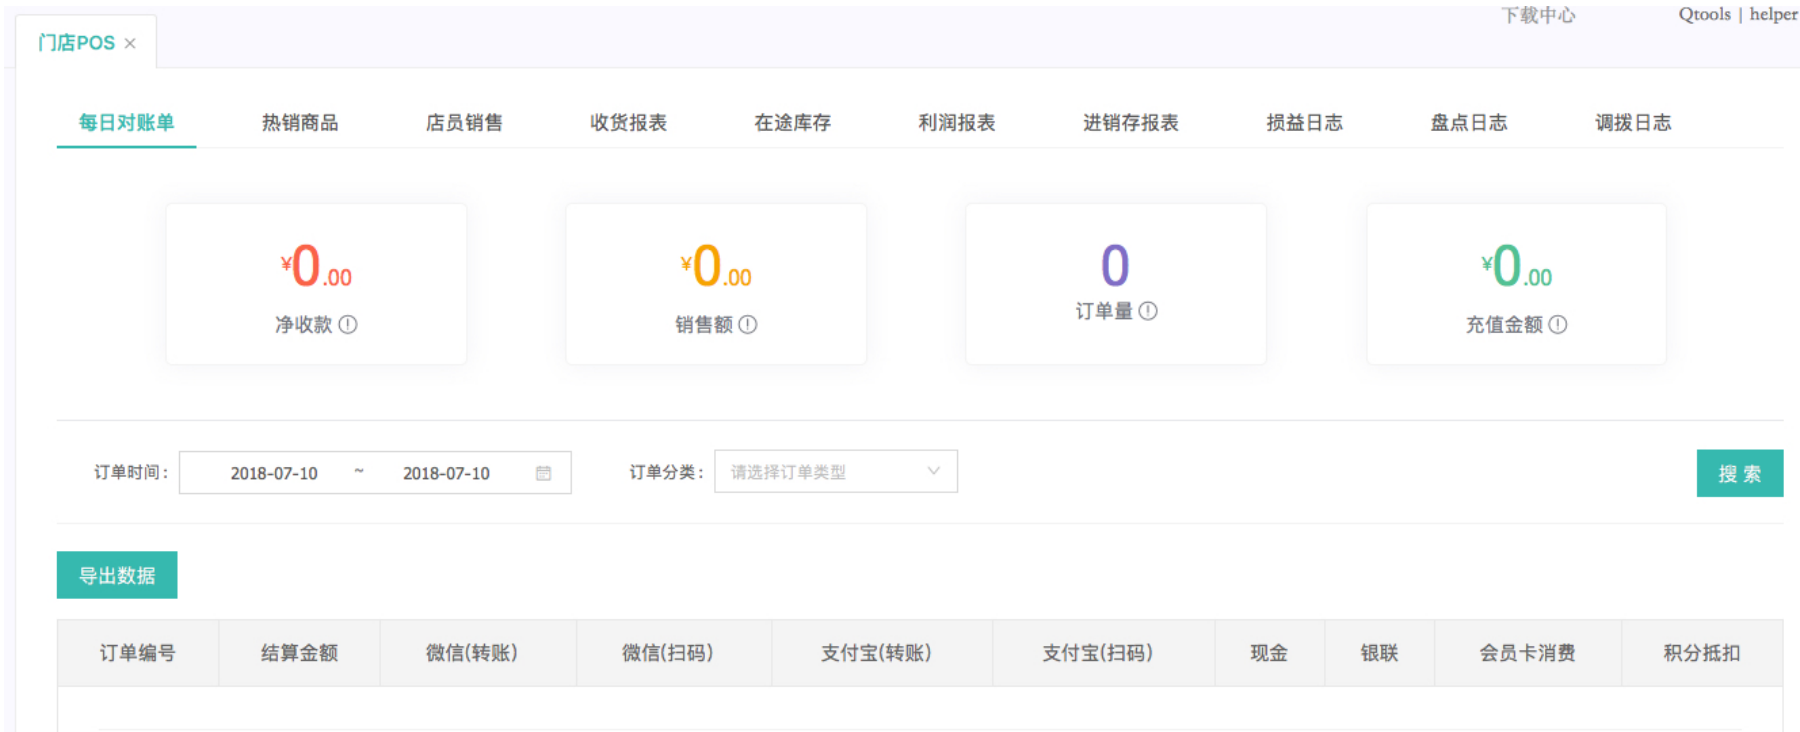 下载中心 Qtools | helper
门店POS ×
每日对账单 热销商品 店员销售 收货报表 在途库存 利润报表 进销存报表 损益日志 盘点日志 调拨日志
¥0.00 ¥0.00 0 ¥0.00
净收款 销售额 订单量 充值金额
订单时间: 2018-07-10 ~ 2018-07-10 订单分类: 请选择订单类型 搜索
导出数据
订单编号 结算金额 微信(转账) 微信(扫码) 支付宝(转账) 支付宝(扫码) 现金 银联 会员卡消费 积分抵扣